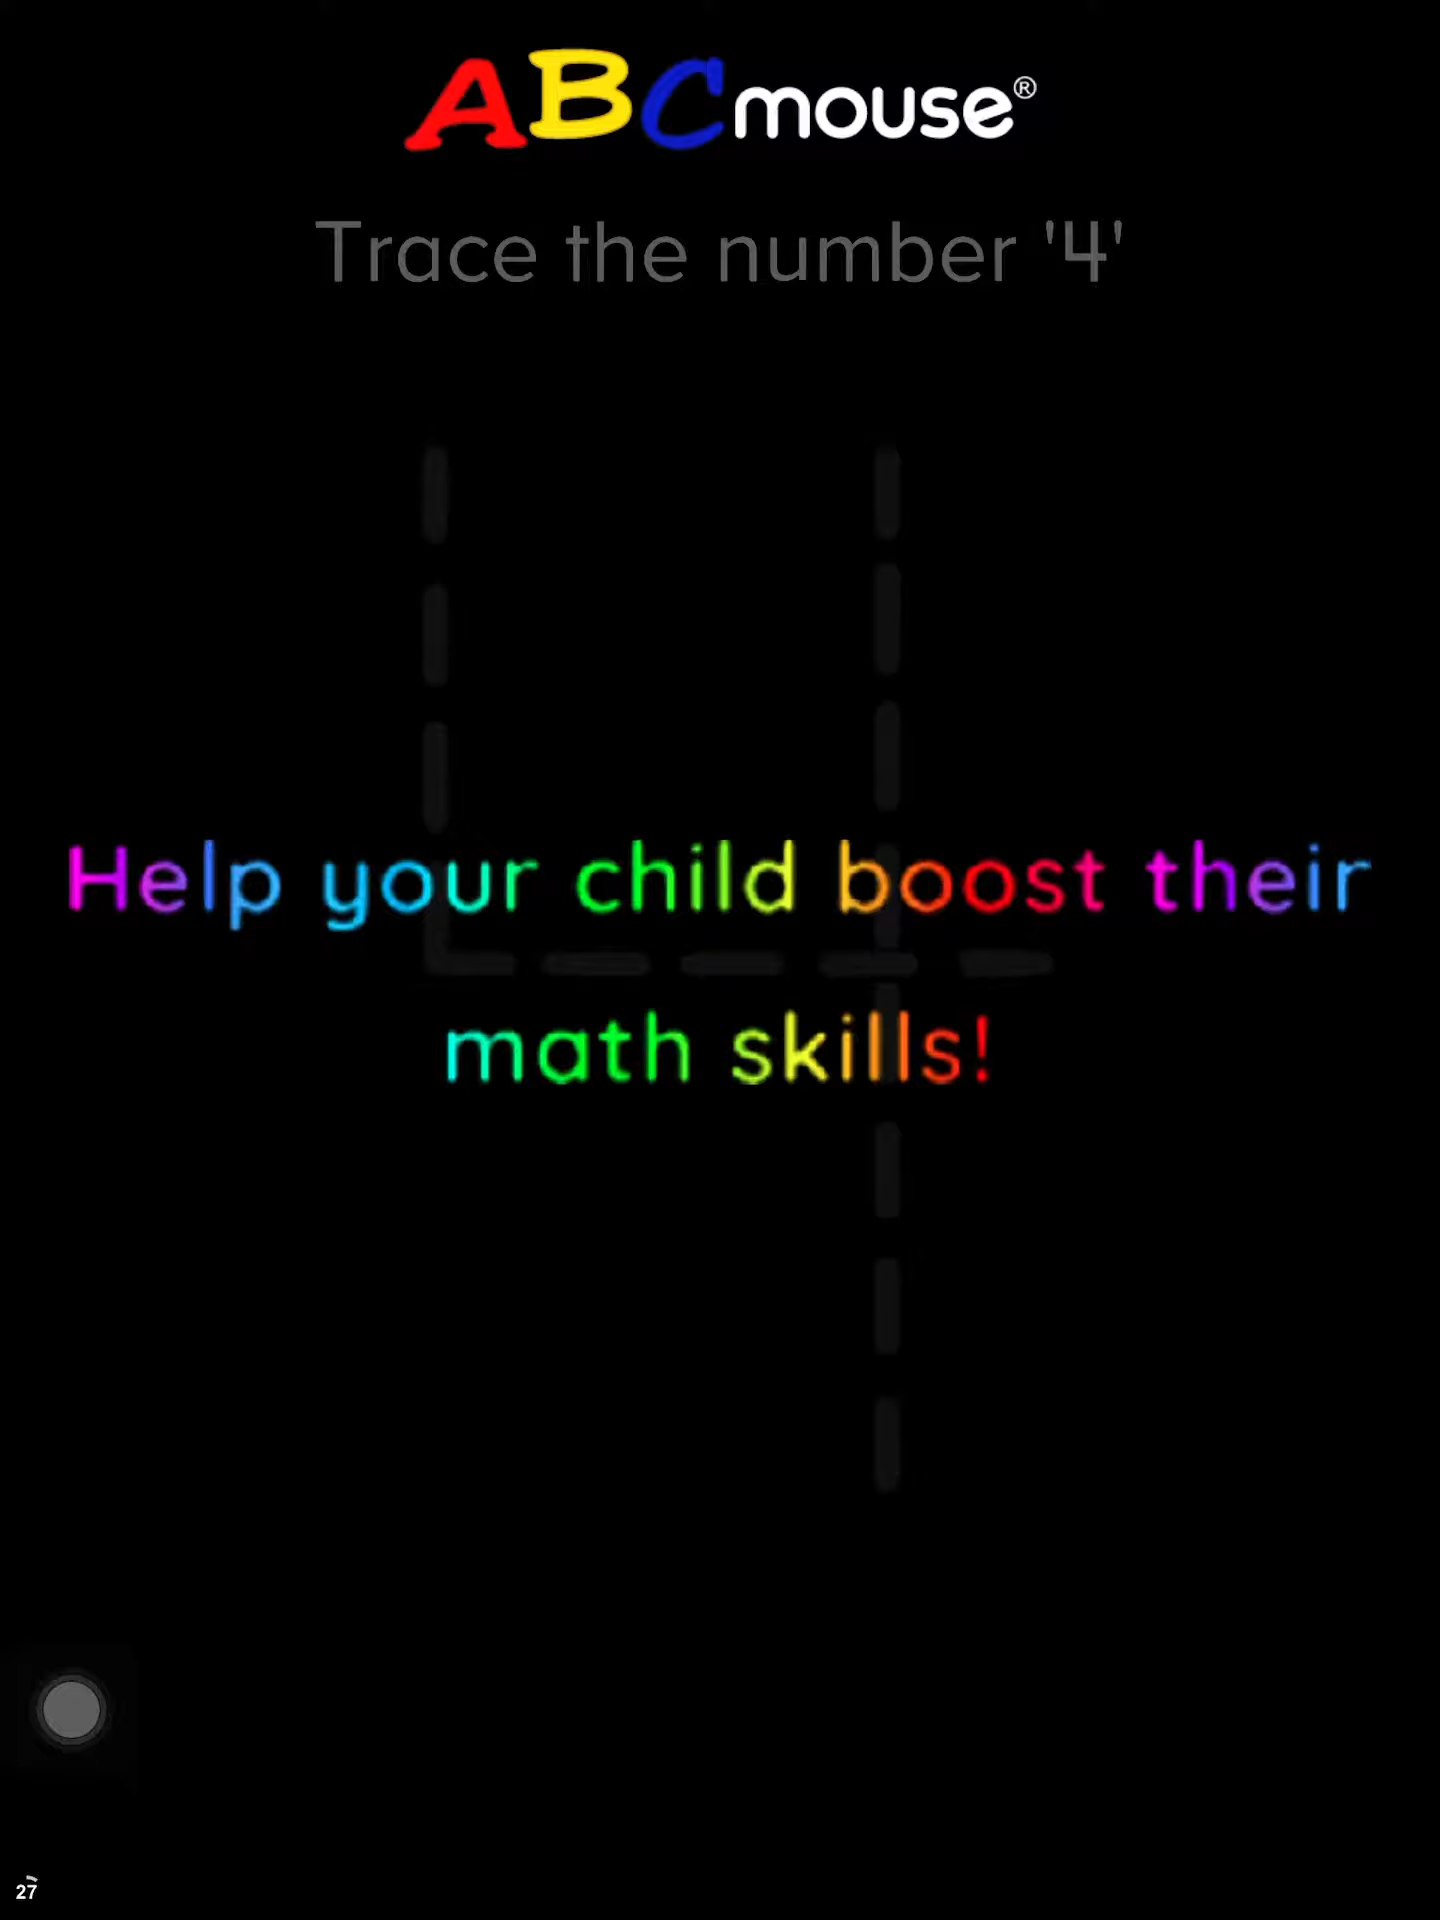 ABCmouse®
Trace the number '4'
Help your child boost their
math skills!
27